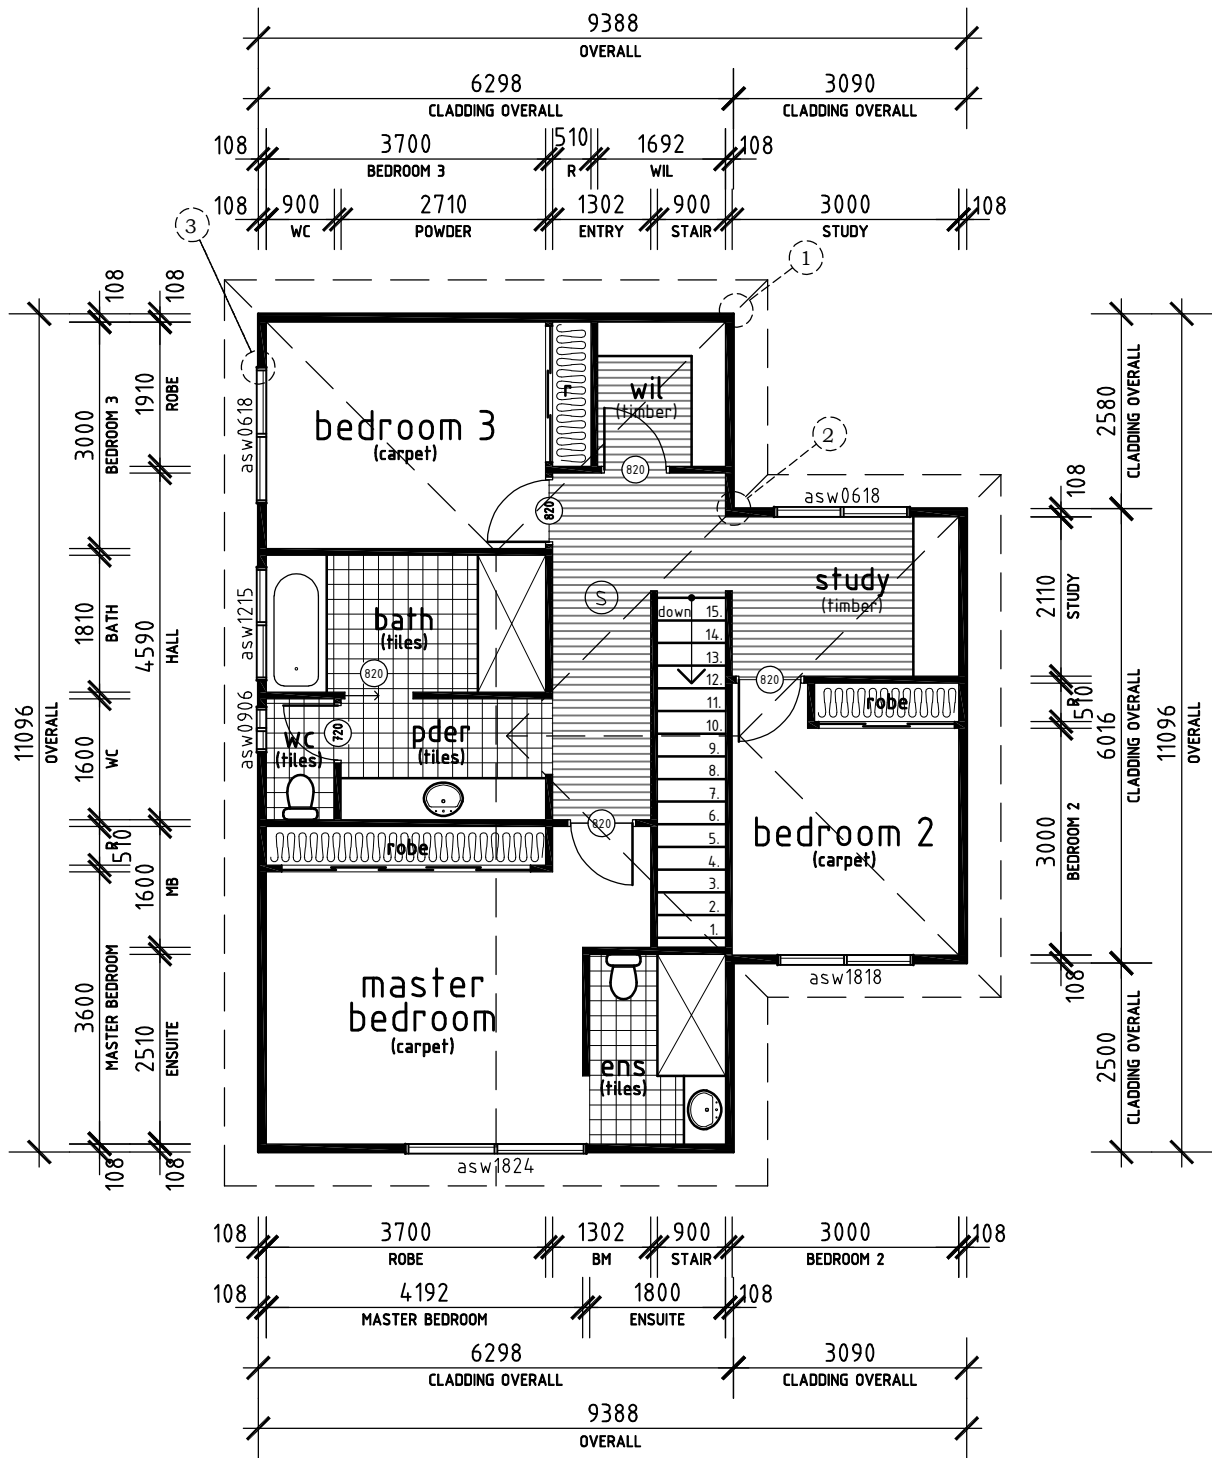 9388
OVERALL
6298
3090
CLADDING OVERALL
CLADDING OVERALL
108
3700
510
1692
108
BEDROOM 3
R
WIL
108
900
2710
1302
900
3000
108
WC
POWDER
ENTRY
STAIR
STUDY
3
1
2
108
108
11096
OVERALL
3000
BEDROOM 3
1910
ROBE
1810
BATH
4590
HALL
1600
WC
510
R
1600
MB
3600
MASTER BEDROOM
2510
ENSUITE
108
108
asw0618
asw1215
asw0906
bedroom 3
(carpet)
r
wil
(timber)
820
820
asw0618
study
(timber)
S
bath
(tiles)
820
down
15.
14.
13.
12.
11.
10.
9.
8.
7.
6.
5.
4.
3.
2.
1.
820
robe
wc
(tiles)
720
pder
(tiles)
820
robe
bedroom 2
(carpet)
master
bedroom
(carpet)
ens
(tiles)
asw1818
asw1824
2580
CLADDING OVERALL
108
2110
STUDY
510
R
6016
CLADDING OVERALL
11096
OVERALL
3000
BEDROOM 2
108
2500
CLADDING OVERALL
108
3700
1302
900
3000
108
ROBE
BM
STAIR
BEDROOM 2
108
4192
1800
108
MASTER BEDROOM
ENSUITE
6298
3090
CLADDING OVERALL
CLADDING OVERALL
9388
OVERALL